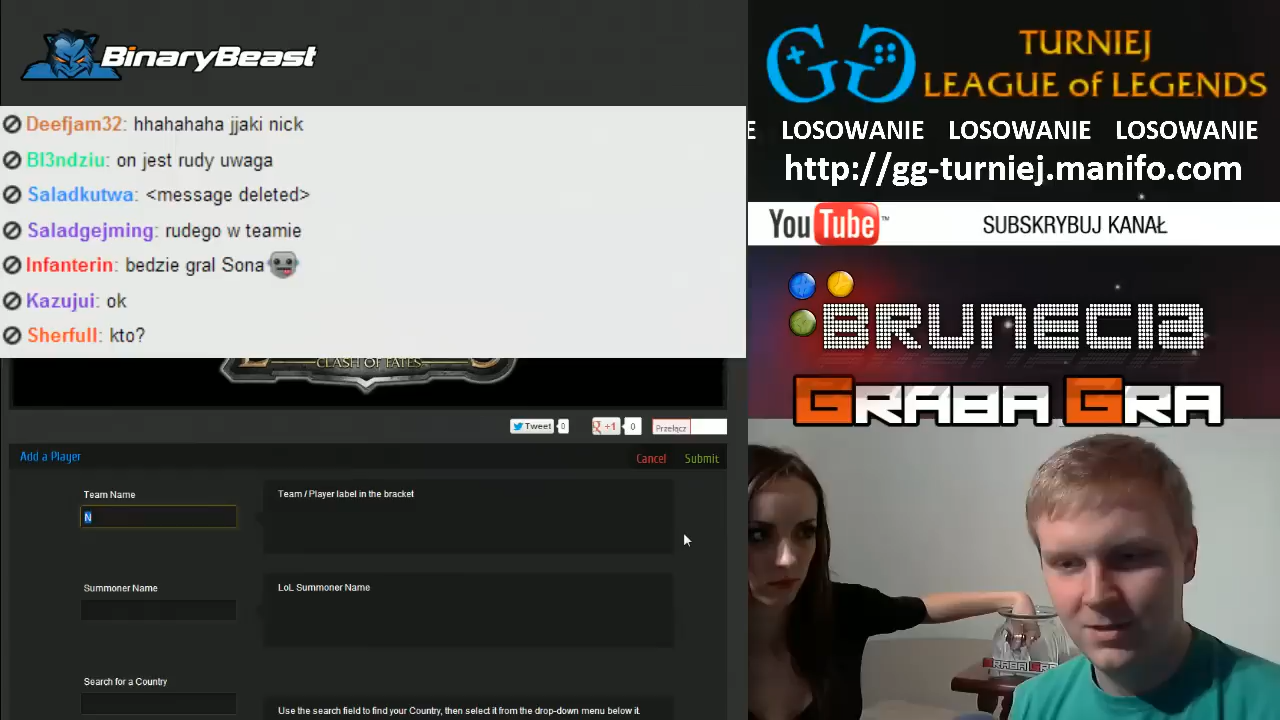 BinaryBeast
Deefjam32: hhahahaha jjaki nick
Bl3ndziu: on jest rudy uwaga
Saladkutwa: <message deleted>
Saladgejming: rudego w teamie
Infanterin: bedzie gral Sona
Kazujui: ok
Sherfull: kto?
CLASH OF FATES
Tweet 0
+1 0
Przełącz
Add a Player
Cancel Submit
Team Name
N
Team / Player label in the bracket
Summoner Name
LoL Summoner Name
Search for a Country
Use the search field to find your Country, then select it from the drop-down menu below it.
GG
TURNIEJ
LEAGUE of LEGENDS
E LOSOWANIE LOSOWANIE LOSOWANIE
http://gg-turniej.manifo.com
YouTube™ SUBSKRYBUJ KANAŁ
BRUNECIA
GRABA GRA
GRABA GRA